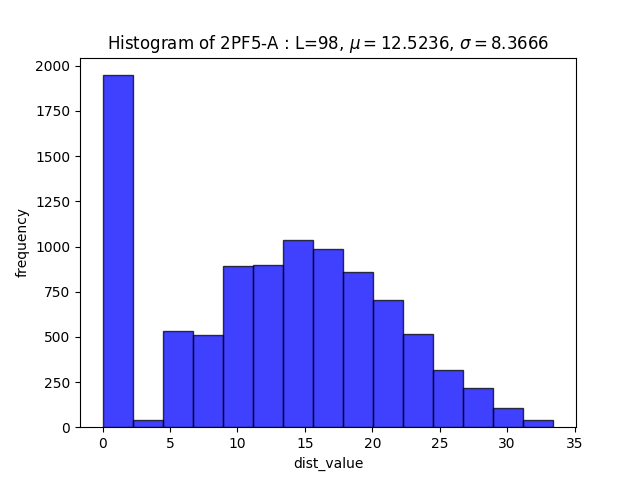 Histogram of 2PF5-A : L=98, μ = 12.5236, σ = 8.3666
2000
1750
1500
1250
1000
750
500
250
0
frequency
0 5 10 15 20 25 30 35
dist_value